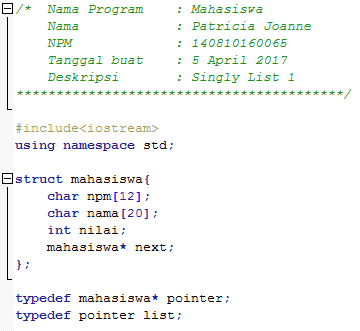 /*  Nama Program    : Mahasiswa
    Nama            : Patricia Joanne
    NPM             : 140810160065
    Tanggal buat    : 5 April 2017
    Deskripsi       : Singly List 1
*****************************************/
#include<iostream>
using namespace std;
struct mahasiswa{
    char npm[12];
    char nama[20];
    int nilai;
    mahasiswa* next;
};
typedef mahasiswa* pointer;
typedef pointer list;